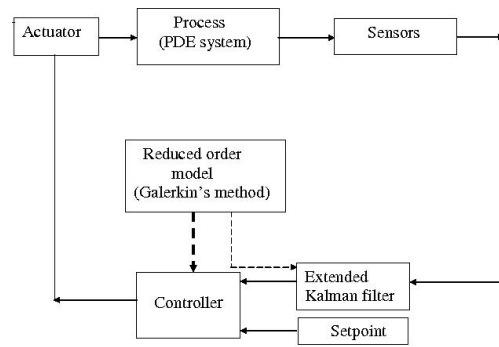 Actuator
Process
(PDE system)
Sensors
Reduced order
model
(Galerkin's method)
Extended
Kalman filter
Controller
Setpoint